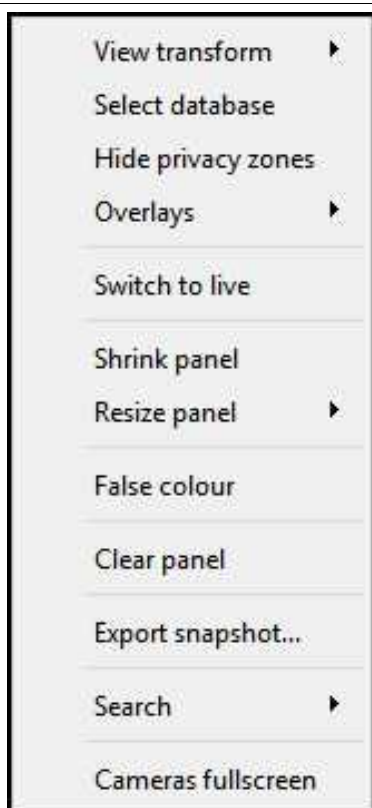 View transform
Select database
Hide privacy zones
Overlays
Switch to live
Shrink panel
Resize panel
False colour
Clear panel
Export snapshot...
Search
Cameras fullscreen